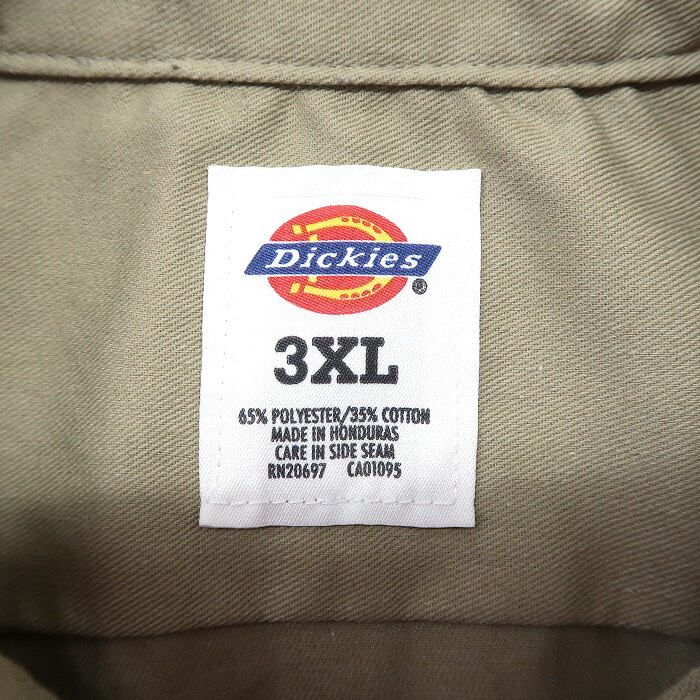 Dickies®
3XL
65% POLYESTER/35% COTTON
MADE IN HONDURAS
CARE IN SIDE SEAM
RN20697 CA01095